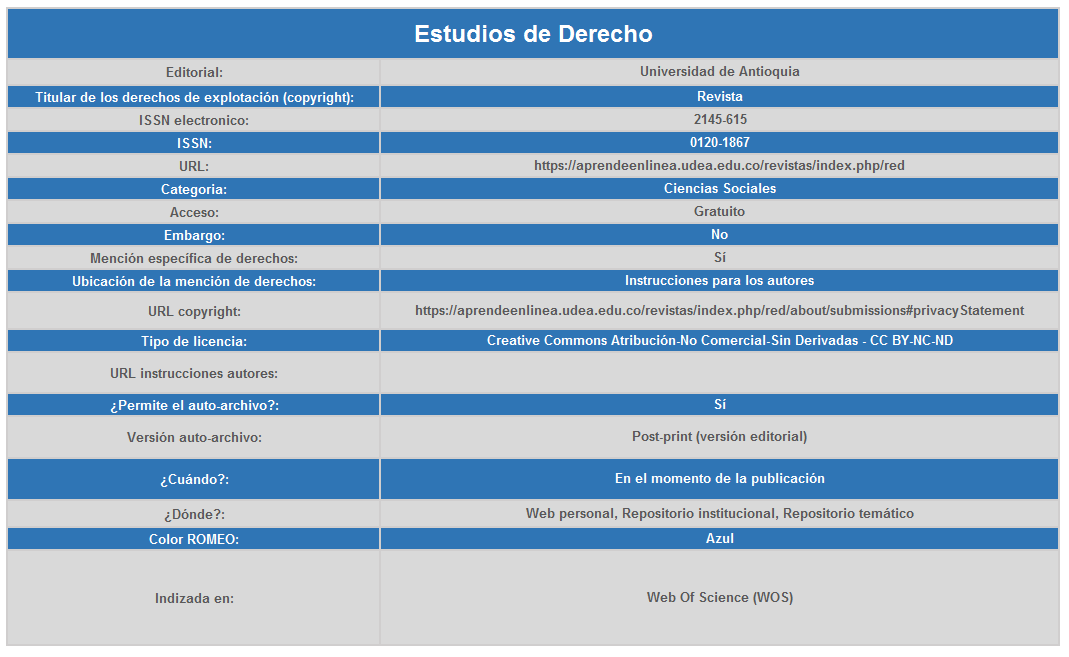 Estudios de Derecho
Editorial: Universidad de Antioquia
Titular de los derechos de explotación (copyright): Revista
ISSN electronico: 2145-615
ISSN: 0120-1867
URL: https://aprendeenlinea.udea.edu.co/revistas/index.php/red
Categoria: Ciencias Sociales
Acceso: Gratuito
Embargo: No
Mención específica de derechos: Sí
Ubicación de la mención de derechos: Instrucciones para los autores
URL copyright: https://aprendeenlinea.udea.edu.co/revistas/index.php/red/about/submissions#privacyStatement
Tipo de licencia: Creative Commons Atribución-No Comercial-Sin Derivadas - CC BY-NC-ND
URL instrucciones autores:
¿Permite el auto-archivo?: Sí
Versión auto-archivo: Post-print (versión editorial)
¿Cuándo?: En el momento de la publicación
¿Dónde?: Web personal, Repositorio institucional, Repositorio temático
Color ROMEO: Azul
Indizada en: Web Of Science (WOS)